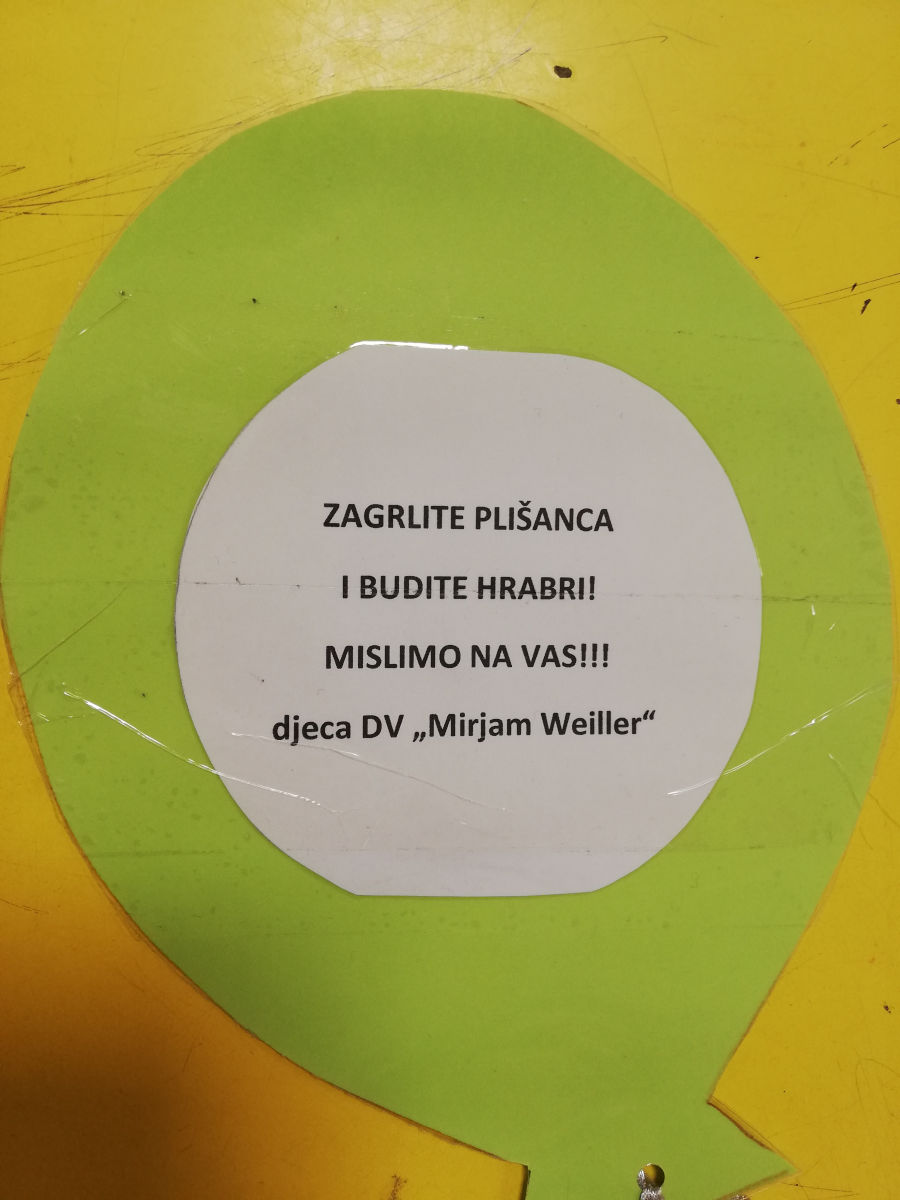 ZAGRLITE PLIŠANCA
I BUDITE HRABRI!
MISLIMO NA VAS!!!
djeca DV „Mirjam Weiller“